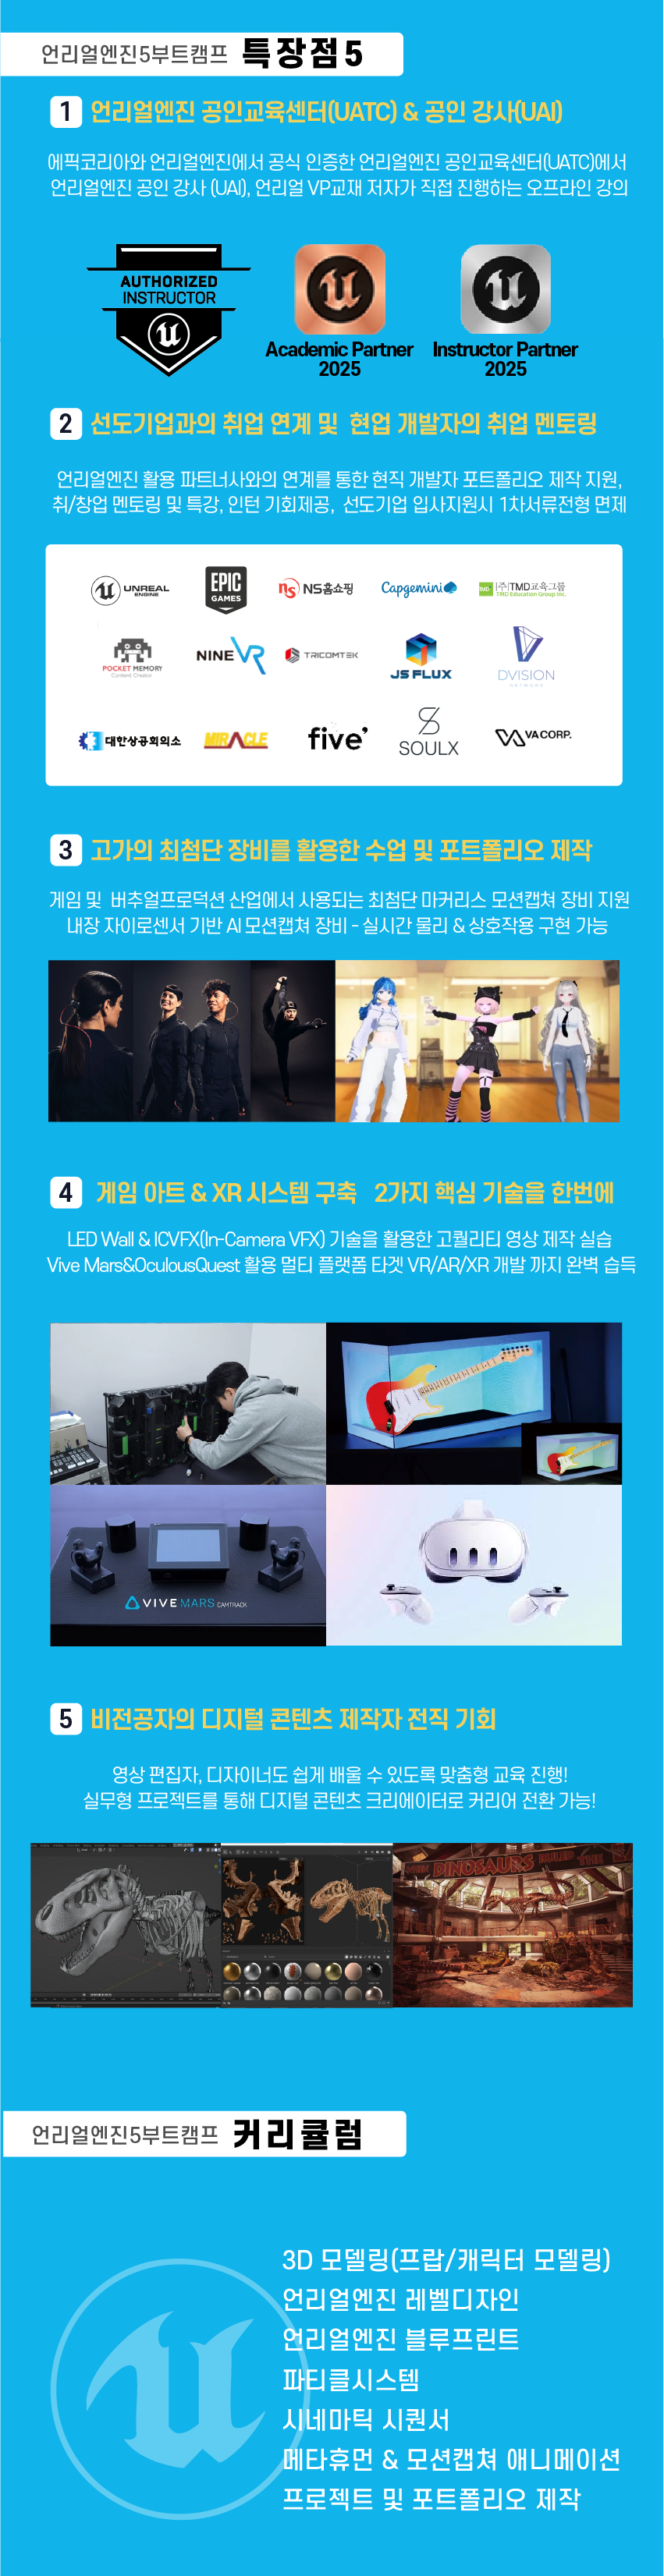 언리얼엔진5부트캠프 특장점5
1 언리얼엔진 공인교육센터(UATC) & 공인 강사(UAI)
에픽코리아와 언리얼엔진에서 공식 인증한 언리얼엔진 공인교육센터(UATC)에서
언리얼엔진 공인 강사 (UAI), 언리얼 VP교재 저자가 직접 진행하는 오프라인 강의
AUTHORIZED
INSTRUCTOR
Academic Partner
2025
Instructor Partner
2025
2 선도기업과의 취업 연계 및 현업 개발자의 취업 멘토링
언리얼엔진 활용 파트너사와의 연계를 통한 현직 개발자 포트폴리오 제작 지원,
취/창업 멘토링 및 특강, 인턴 기회제공, 선도기업 입사지원시 1차서류전형 면제
UNREAL
ENGINE
EPIC
GAMES
ns NS홈쇼핑
Capgemini
TMD (주)TMD교육그룹
TMD Education Group Inc.
POCKET MEMORY
Content Creator
NINE VR
TRICOMTEK
JS FLUX
DVISION
NETWORK
대한상공회의소
MIRACLE
five'
SOULX
VA CORP.
3 고가의 최첨단 장비를 활용한 수업 및 포트폴리오 제작
게임 및 버추얼프로덕션 산업에서 사용되는 최첨단 마커리스 모션캡쳐 장비 지원
내장 자이로센서 기반 AI 모션캡쳐 장비 - 실시간 물리 & 상호작용 구현 가능
4 게임 아트 & XR 시스템 구축 2가지 핵심 기술을 한번에
LED Wall & ICVFX(In-Camera VFX) 기술을 활용한 고퀄리티 영상 제작 실습
Vive Mars&OculousQuest 활용 멀티 플랫폼 타겟 VR/AR/XR 개발 까지 완벽 습득
VIVE MARS CAMTRACK
5 비전공자의 디지털 콘텐츠 제작자 전직 기회
영상 편집자, 디자이너도 쉽게 배울 수 있도록 맞춤형 교육 진행!
실무형 프로젝트를 통해 디지털 콘텐츠 크리에이터로 커리어 전환 가능!
DINOSAURS
언리얼엔진5부트캠프 커리큘럼
3D 모델링(프랍/캐릭터 모델링)
언리얼엔진 레벨디자인
언리얼엔진 블루프린트
파티클시스템
시네마틱 시퀀서
메타휴먼 & 모션캡쳐 애니메이션
프로젝트 및 포트폴리오 제작